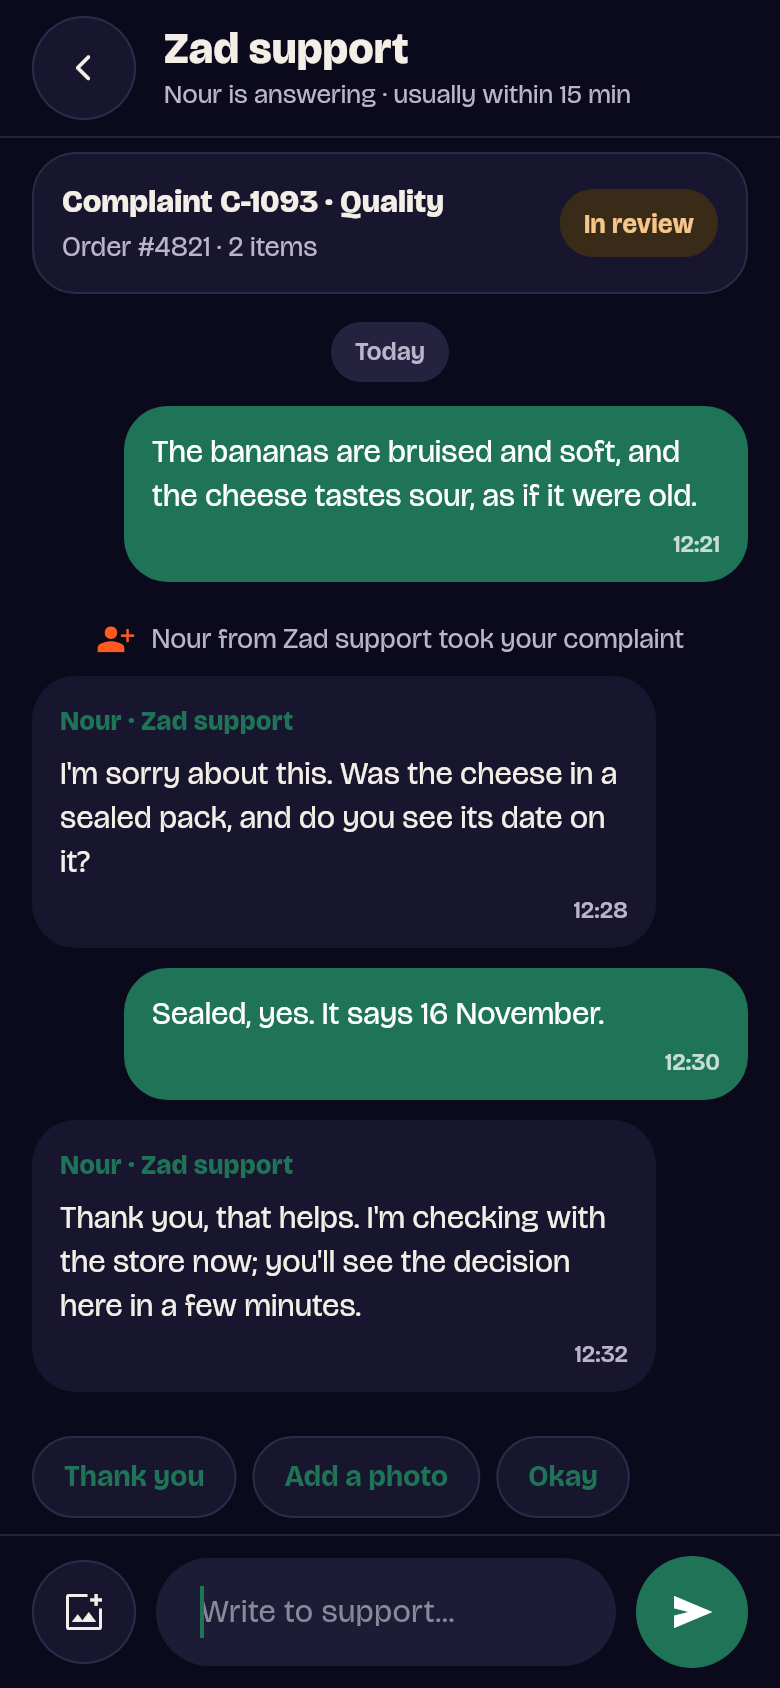 Zad support
Nour is answering · usually within 15 min
Complaint C-1093 · Quality
Order #4821 · 2 items
In review
Today
The bananas are bruised and soft, and
the cheese tastes sour, as if it were old.
12:21
Nour from Zad support took your complaint
Nour · Zad support
I'm sorry about this. Was the cheese in a
sealed pack, and do you see its date on
it?
12:28
Sealed, yes. It says 16 November.
12:30
Nour · Zad support
Thank you, that helps. I'm checking with
the store now; you'll see the decision
here in a few minutes.
12:32
Thank you
Add a photo
Okay
Write to support...